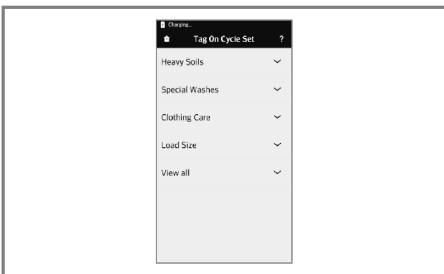 Charging..
Tag On Cycle Set ?
Heavy Soils
Special Washes
Clothing Care
Load Size
View all